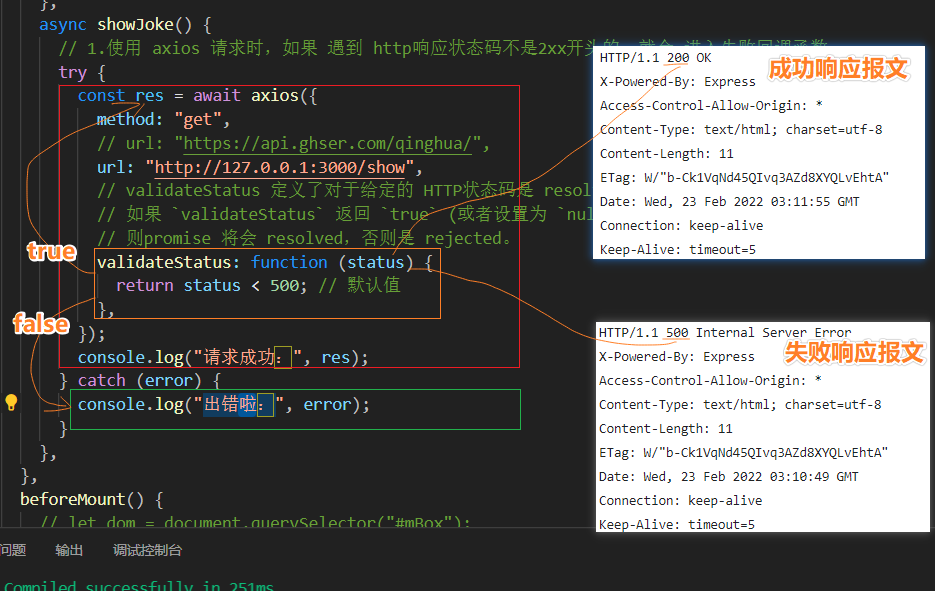 },
async showJoke() {
// 1.使用 axios 请求时，如果 遇到 http响应状态码不是2xx开头的，就会 进入失败回调函数
try {
const res = await axios({
method: "get",
// url: "https://api.ghser.com/qinghua/",
url: "http://127.0.0.1:3000/show",
// validateStatus 定义了对于给定的 HTTP状态码是 resol
// 如果 `validateStatus` 返回 `true` (或者设置为 `nul
// 则promise 将会 resolved，否则是 rejected。
validateStatus: function (status) {
return status < 500; // 默认值
},
});
console.log("请求成功：", res);
} catch (error) {
console.log("出错啦：", error);
}
},
},
beforeMount() {
// let dom = document.querySelector("#mBox");
true
false
HTTP/1.1 200 OK
成功响应报文
X-Powered-By: Express
Access-Control-Allow-Origin: *
Content-Type: text/html; charset=utf-8
Content-Length: 11
ETag: W/"b-Ck1VqNd45QIvq3AZd8XYQLvEhtA"
Date: Wed, 23 Feb 2022 03:11:55 GMT
Connection: keep-alive
Keep-Alive: timeout=5
HTTP/1.1 500 Internal Server Error
失败响应报文
X-Powered-By: Express
Access-Control-Allow-Origin: *
Content-Type: text/html; charset=utf-8
Content-Length: 11
ETag: W/"b-Ck1VqNd45QIvq3AZd8XYQLvEhtA"
Date: Wed, 23 Feb 2022 03:10:49 GMT
Connection: keep-alive
Keep-Alive: timeout=5
问题 输出 调试控制台
Compiled successfully in 251ms